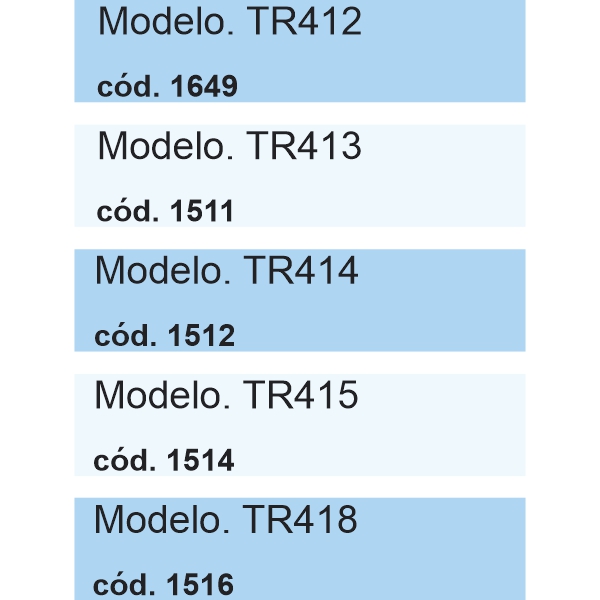 Modelo. TR412
cód. 1649
Modelo. TR413
cód. 1511
Modelo. TR414
cód. 1512
Modelo. TR415
cód. 1514
Modelo. TR418
cód. 1516